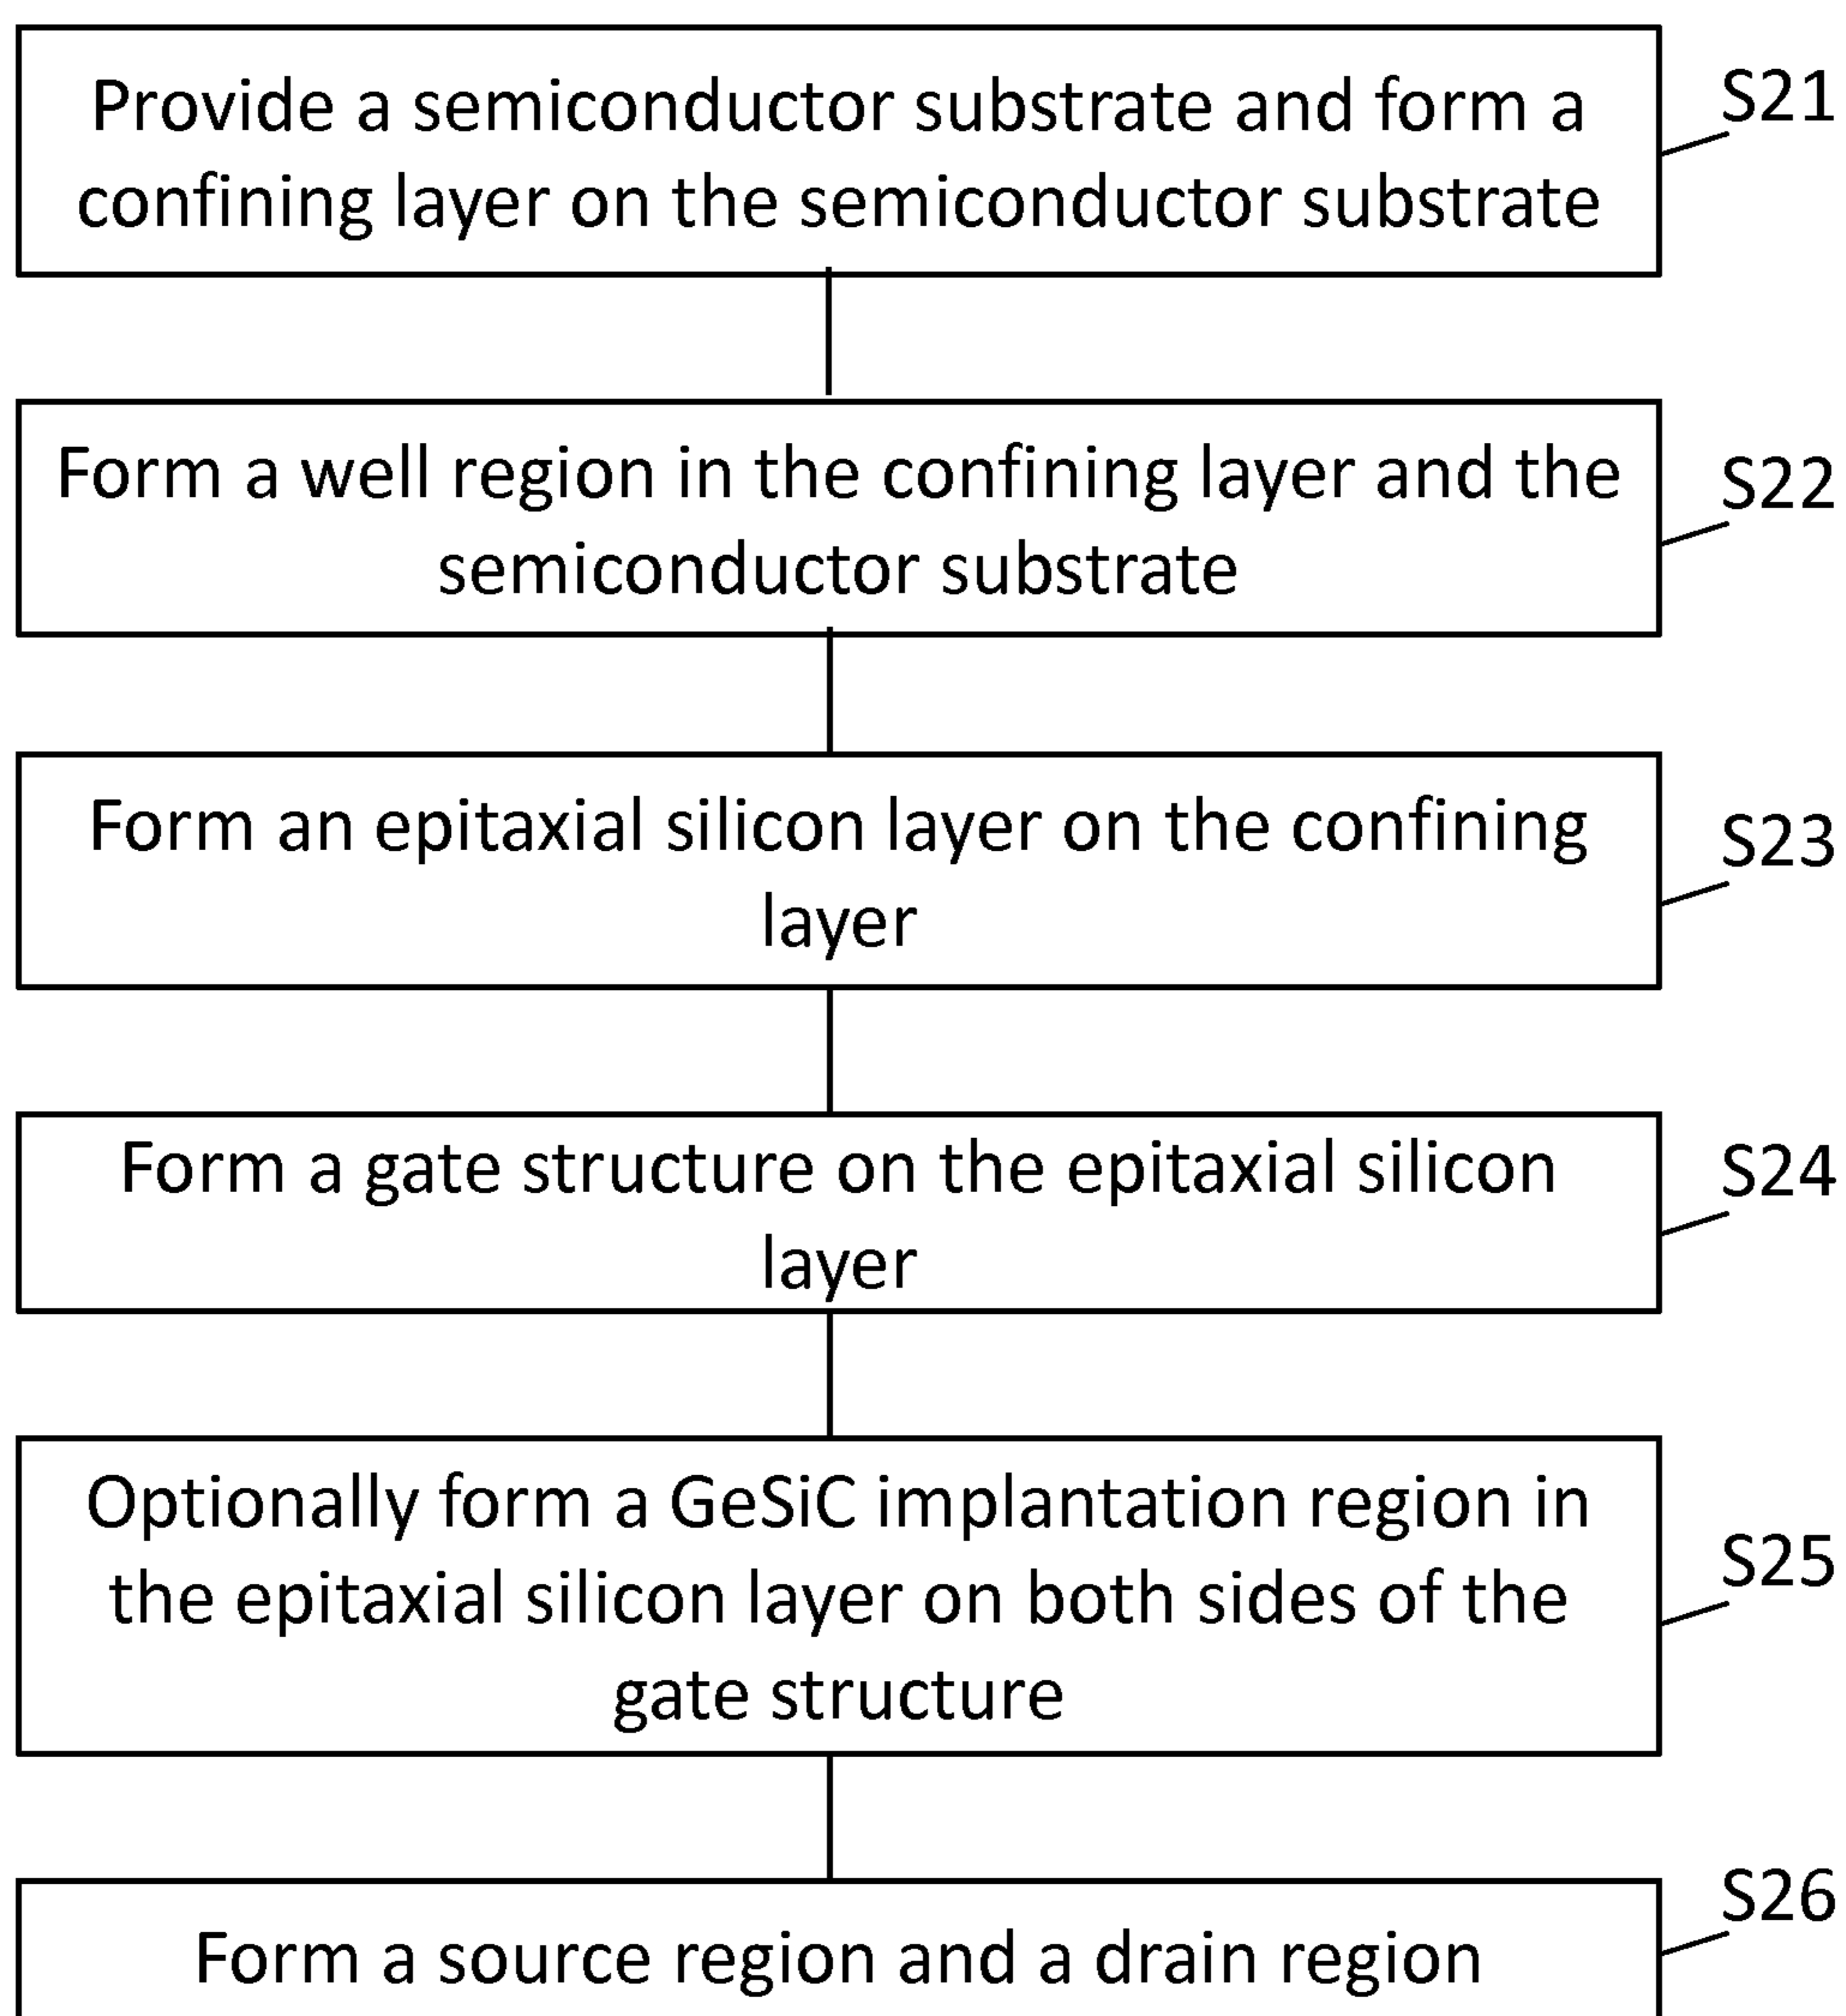 Provide a semiconductor substrate and form a
confining layer on the semiconductor substrate
S21
Form a well region in the confining layer and the
semiconductor substrate
S22
Form an epitaxial silicon layer on the confining
layer
S23
Form a gate structure on the epitaxial silicon
layer
S24
Optionally form a GeSiC implantation region in
the epitaxial silicon layer on both sides of the
gate structure
S25
Form a source region and a drain region
S26